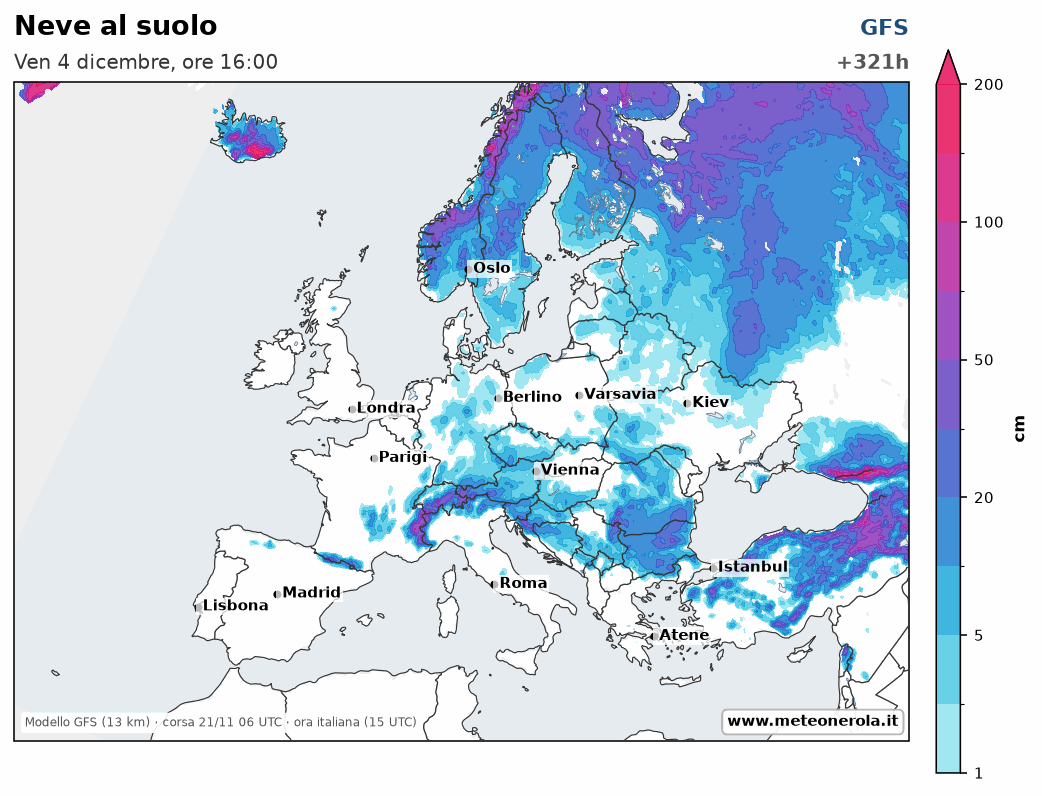 Neve al suolo
GFS
Ven 4 dicembre, ore 16:00
+321h
200
100
50
20
5
1
cm
Oslo
Londra
Berlino
Varsavia
Kiev
Parigi
Vienna
Istanbul
Roma
Madrid
Lisbona
Atene
Modello GFS (13 km) · corsa 21/11 06 UTC · ora italiana (15 UTC)
www.meteonerola.it